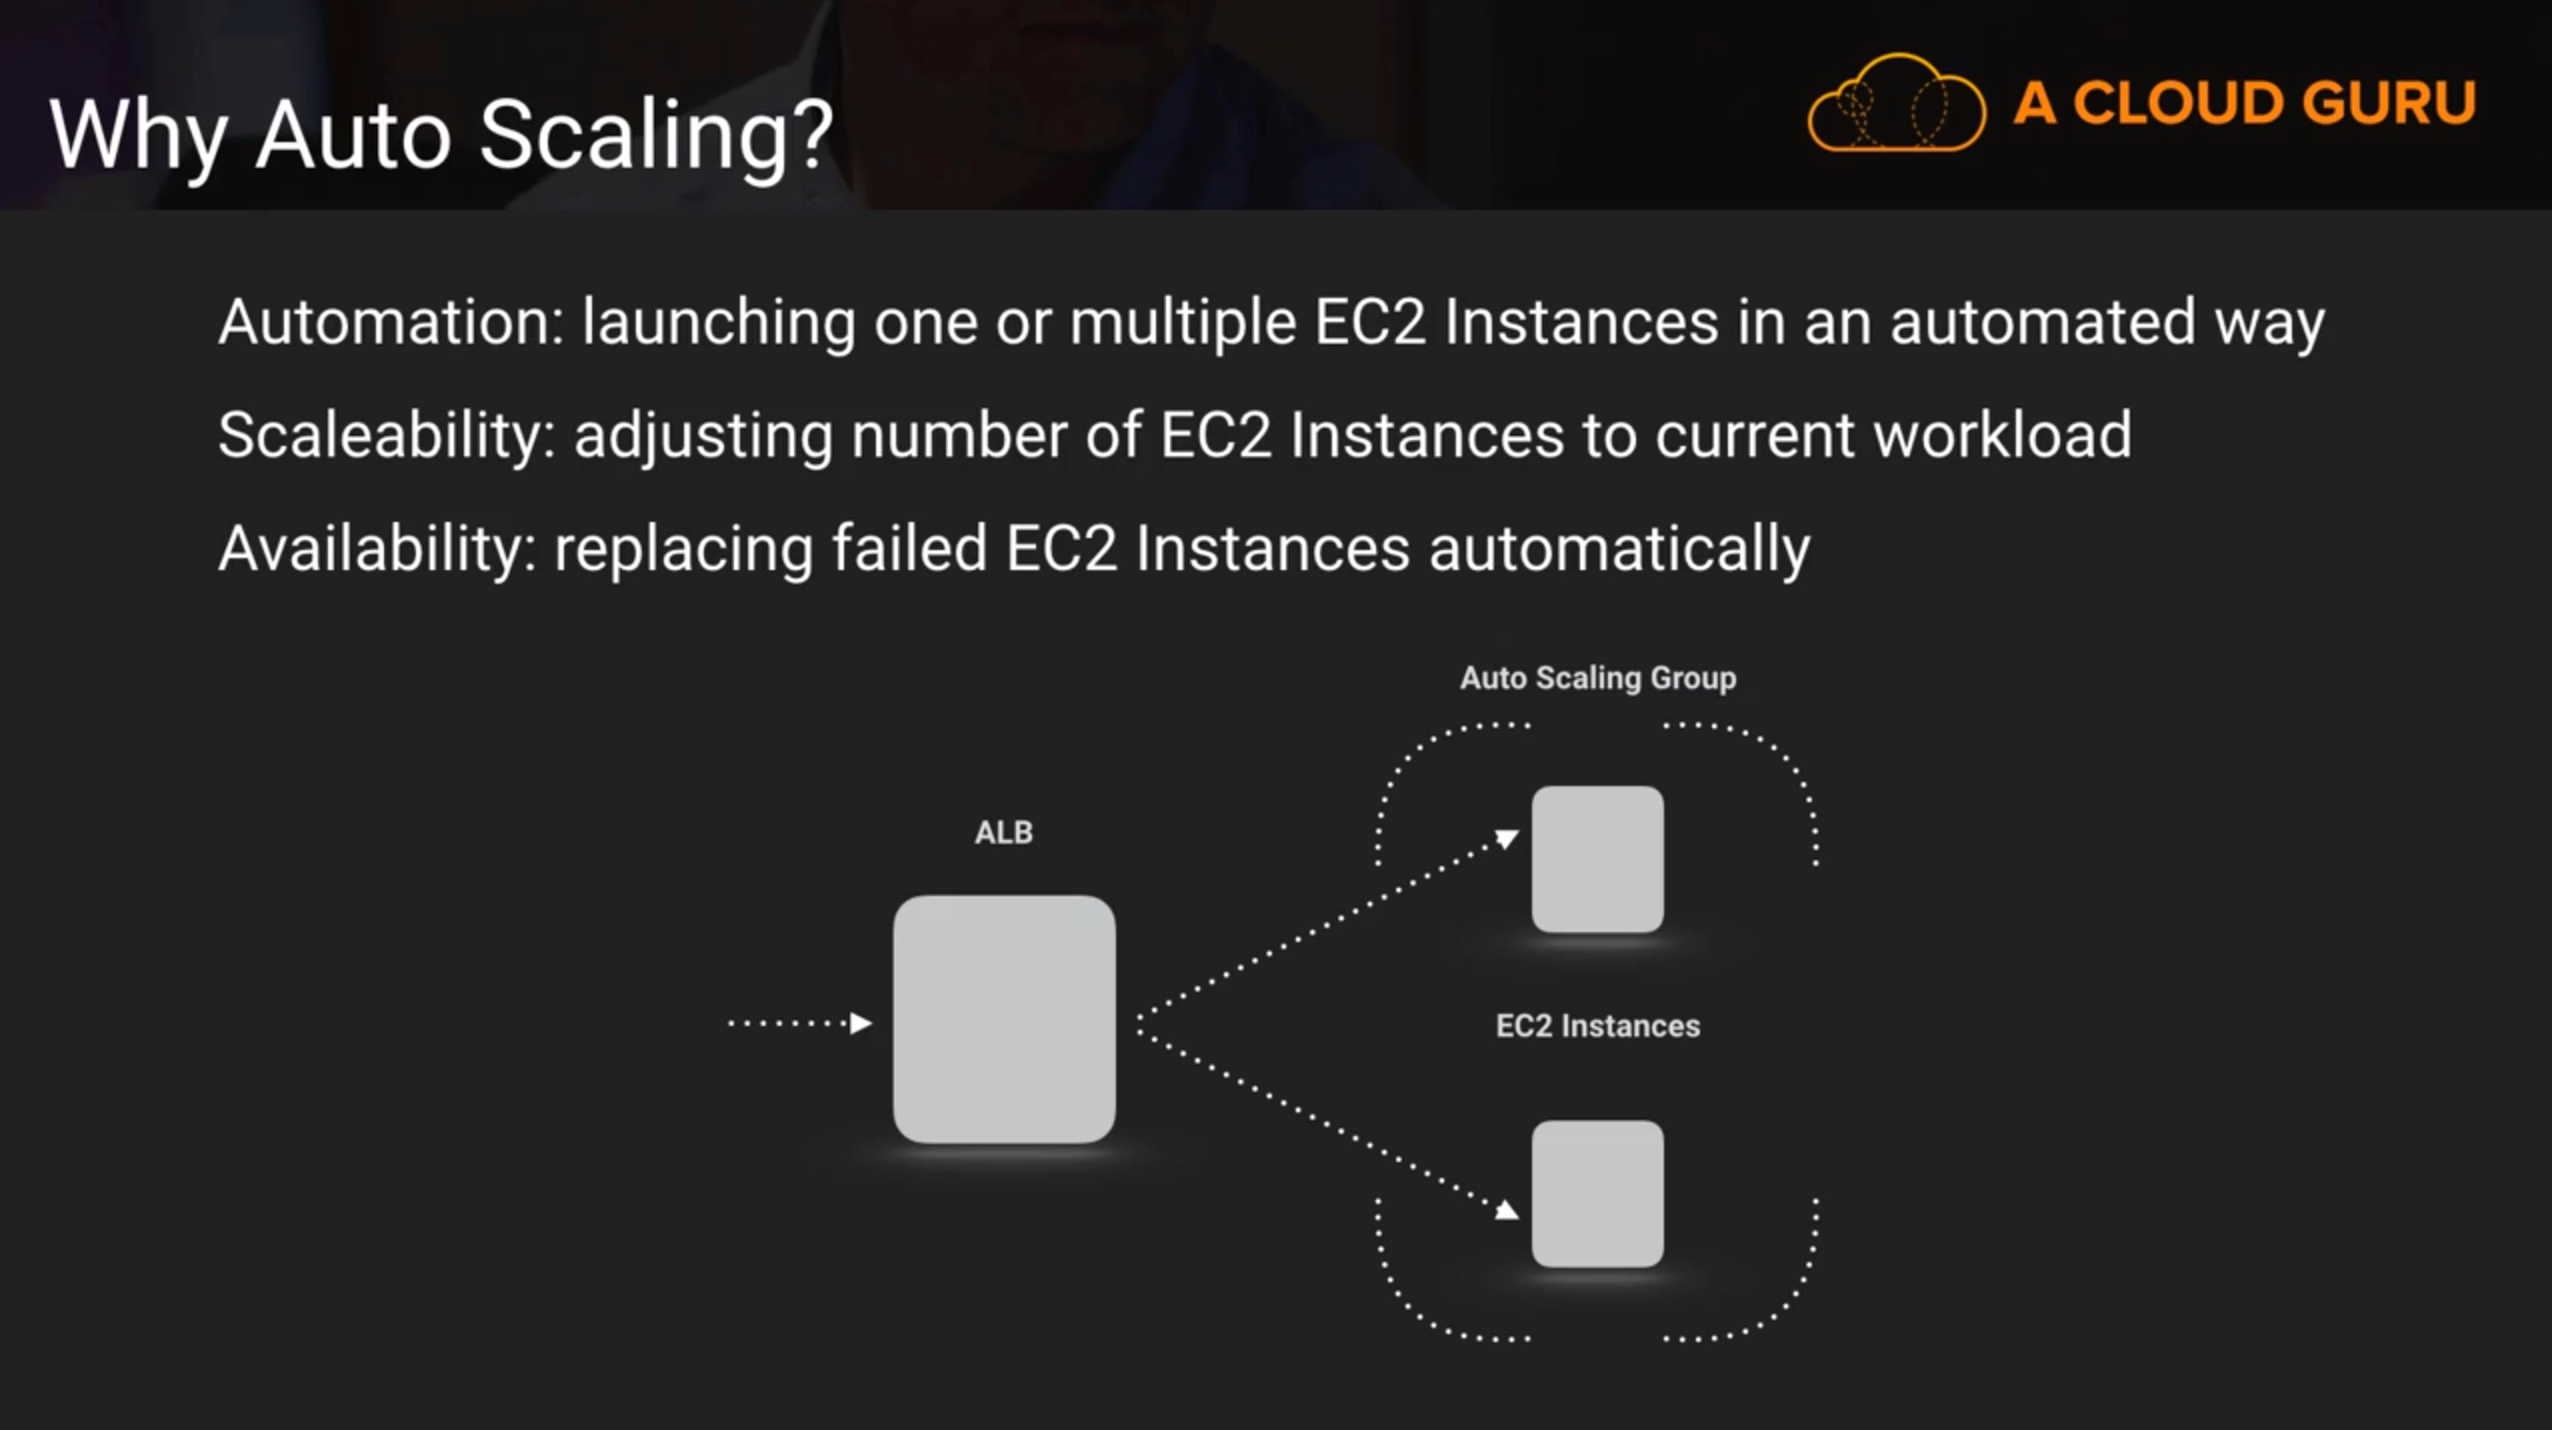 Why Auto Scaling?
A CLOUD GURU
Automation: launching one or multiple EC2 Instances in an automated way
Scaleability: adjusting number of EC2 Instances to current workload
Availability: replacing failed EC2 Instances automatically
Auto Scaling Group
ALB
EC2 Instances